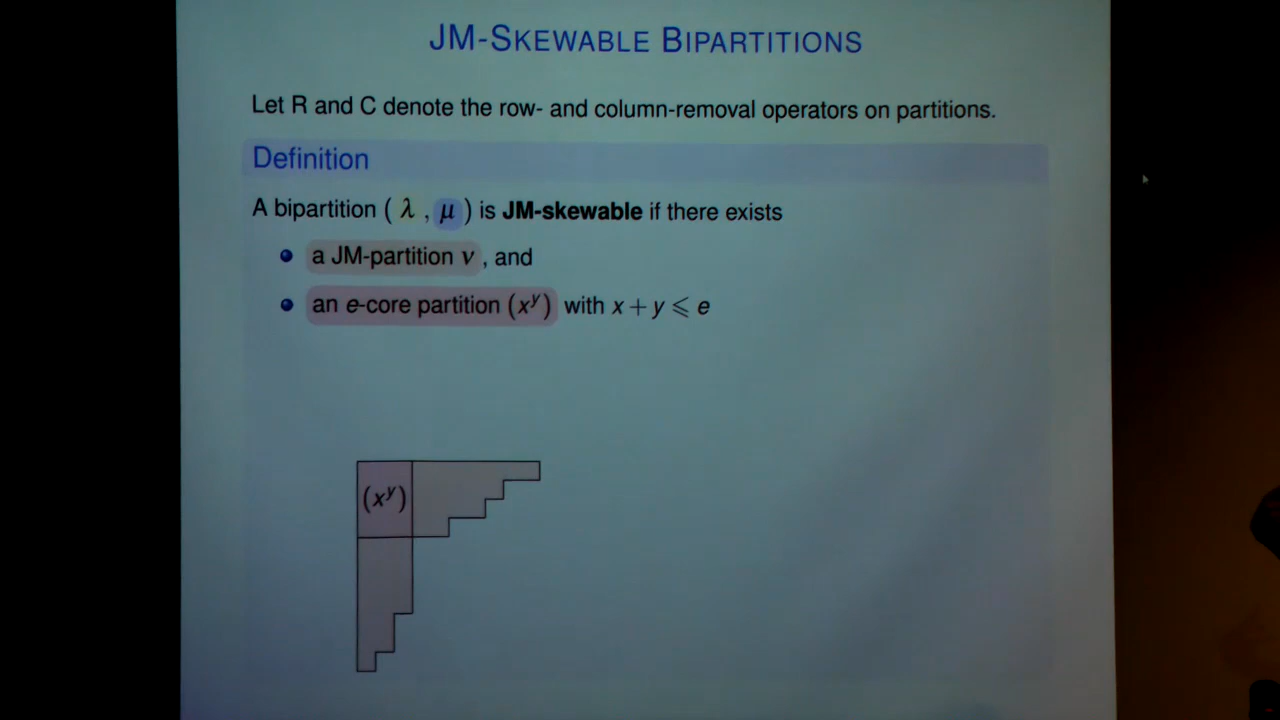 JM-SKEWABLE BIPARTITIONS
Let R and C denote the row- and column-removal operators on partitions.
Definition
A bipartition ( λ , μ ) is JM-skewable if there exists
a JM-partition ν , and
an e-core partition (x^y) with x + y ⩽ e
(x^y)